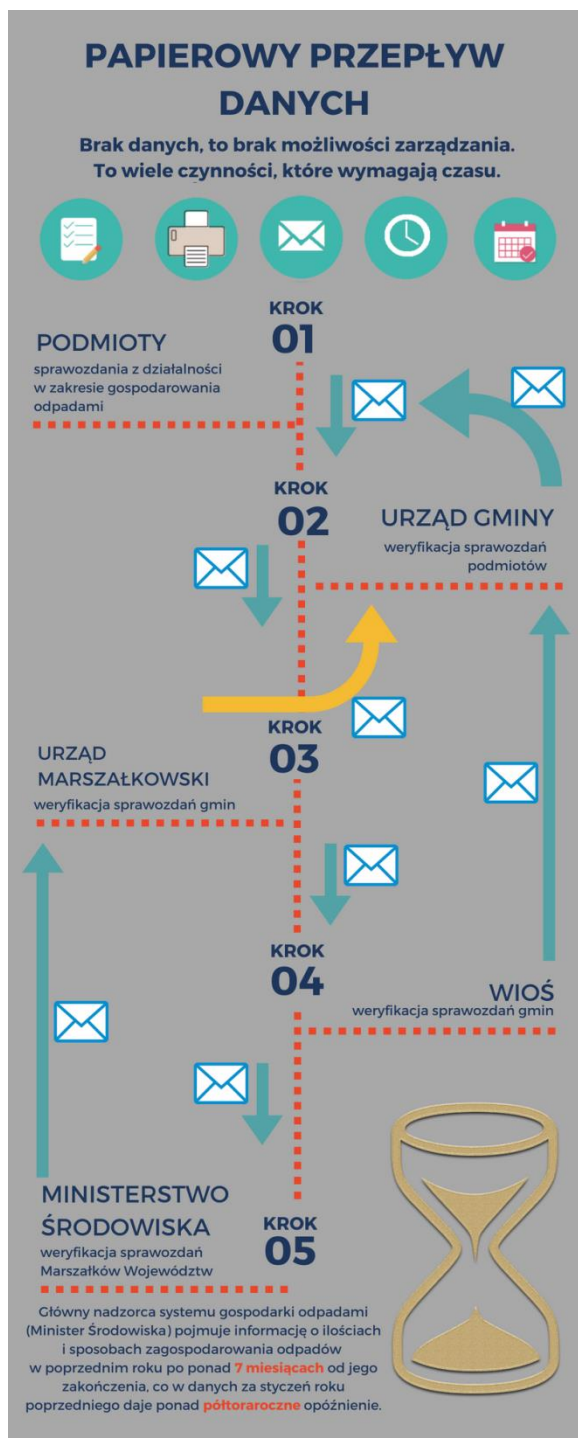 PAPIEROWY PRZEPŁYW
DANYCH
Brak danych, to brak możliwości zarządzania.
To wiele czynności, które wymagają czasu.
KROK
01
PODMIOTY
sprawozdania z działalności
w zakresie gospodarowania
odpadami
KROK
02
URZĄD GMINY
weryfikacja sprawozdań
podmiotów
KROK
03
URZĄD
MARSZAŁKOWSKI
weryfikacja sprawozdań gmin
KROK
04
WIOŚ
weryfikacja sprawozdań gmin
MINISTERSTWO
ŚRODOWISKA
weryfikacja sprawozdań
Marszałków Województw
KROK
05
Główny nadzorca systemu gospodarki odpadami
(Minister Środowiska) pojmuje informację o ilościach
i sposobach zagospodarowania odpadów
w poprzednim roku po ponad 7 miesiącach od jego
zakończenia, co w danych za styczeń roku
poprzedniego daje ponad półtoraroczne opóźnienie.